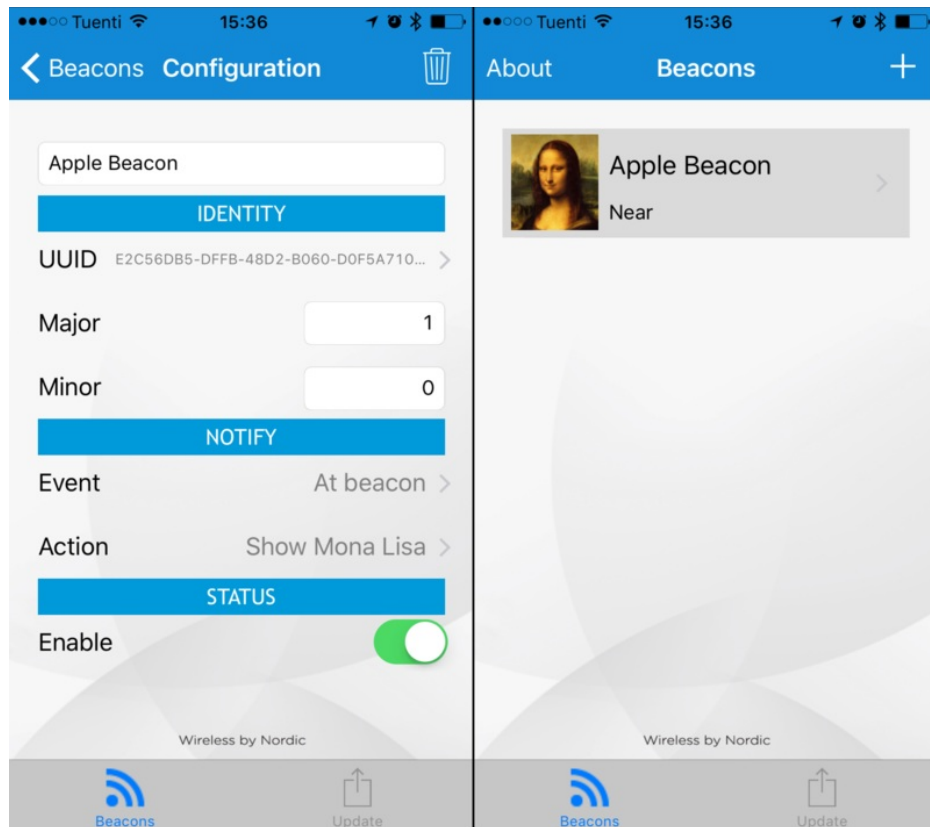 Tuenti 15:36
Beacons Configuration
Apple Beacon
IDENTITY
UUID E2C56DB5-DFFB-48D2-B060-D0F5A710...
Major 1
Minor 0
NOTIFY
Event At beacon
Action Show Mona Lisa
STATUS
Enable
Wireless by Nordic
Beacons Update
Tuenti 15:36
About Beacons
Apple Beacon
Near
Wireless by Nordic
Beacons Update